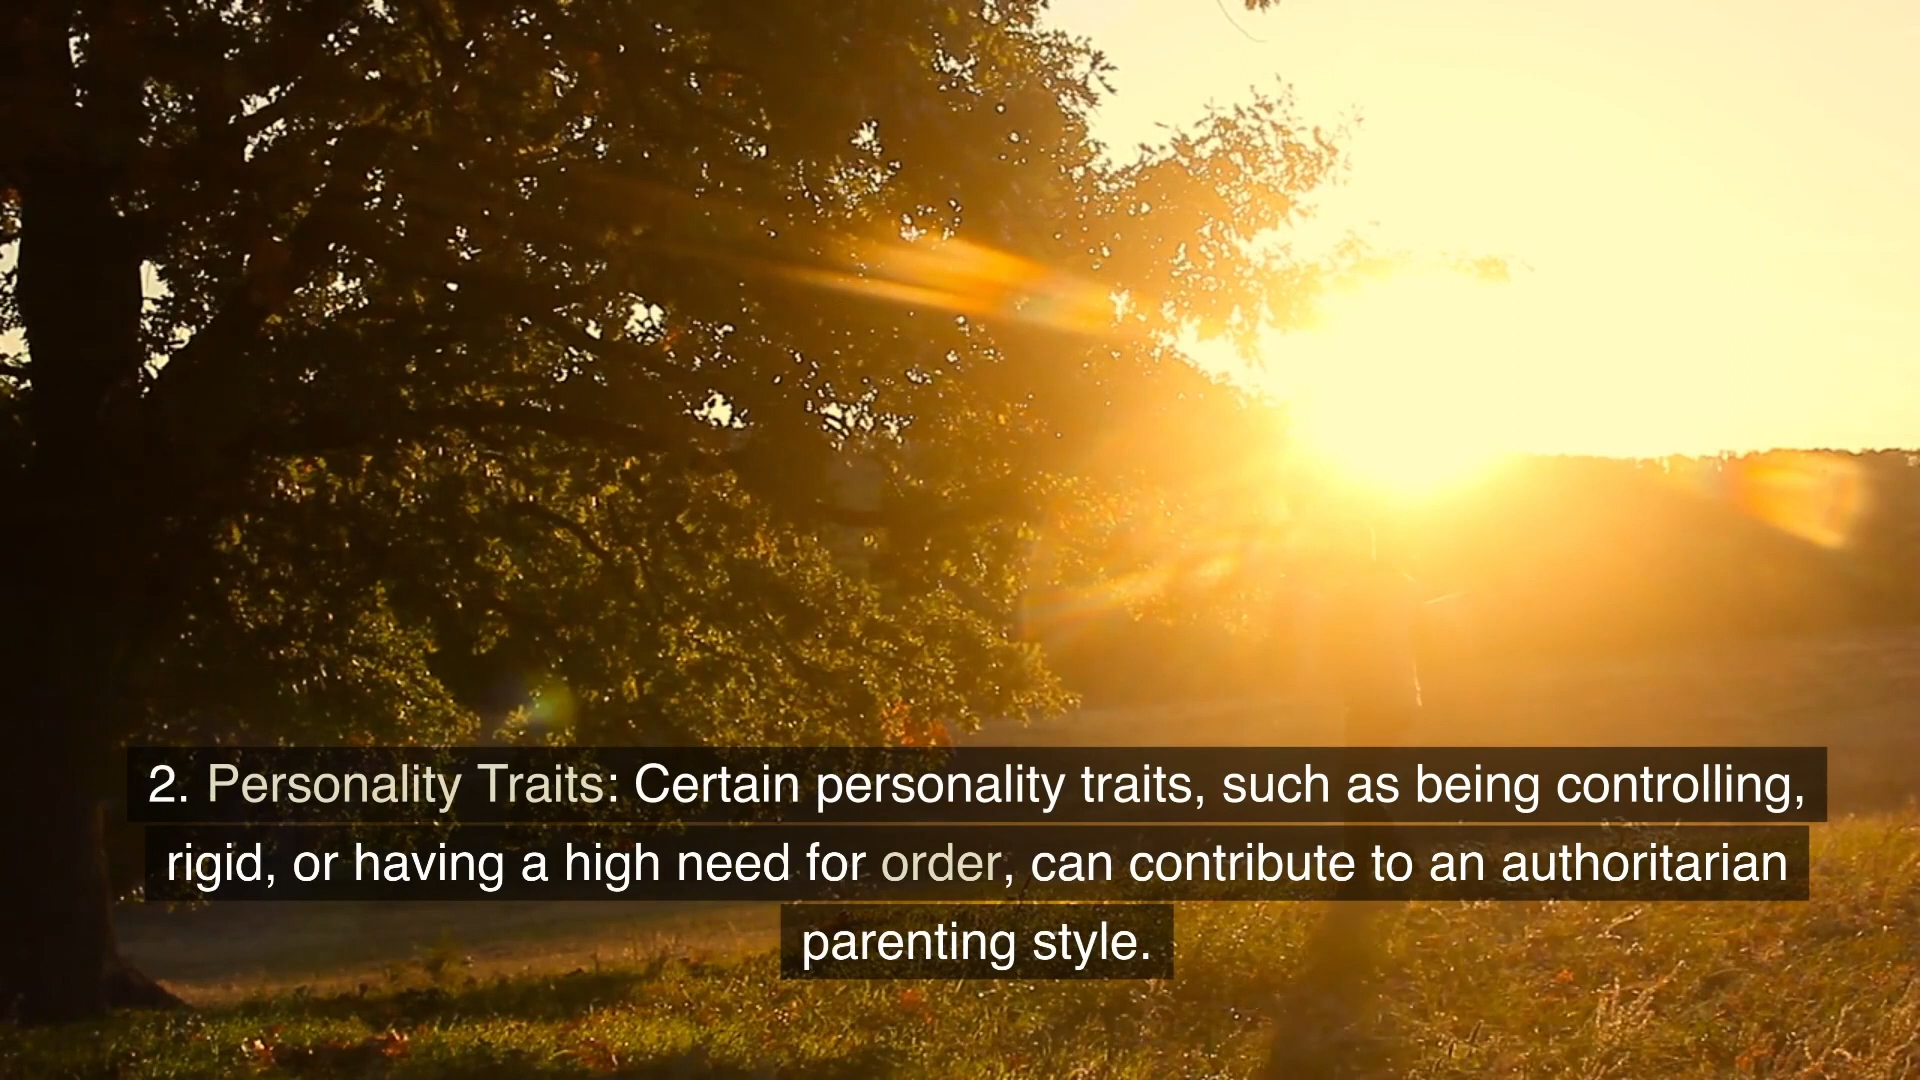 2. Personality Traits: Certain personality traits, such as being controlling,
rigid, or having a high need for order, can contribute to an authoritarian
parenting style.